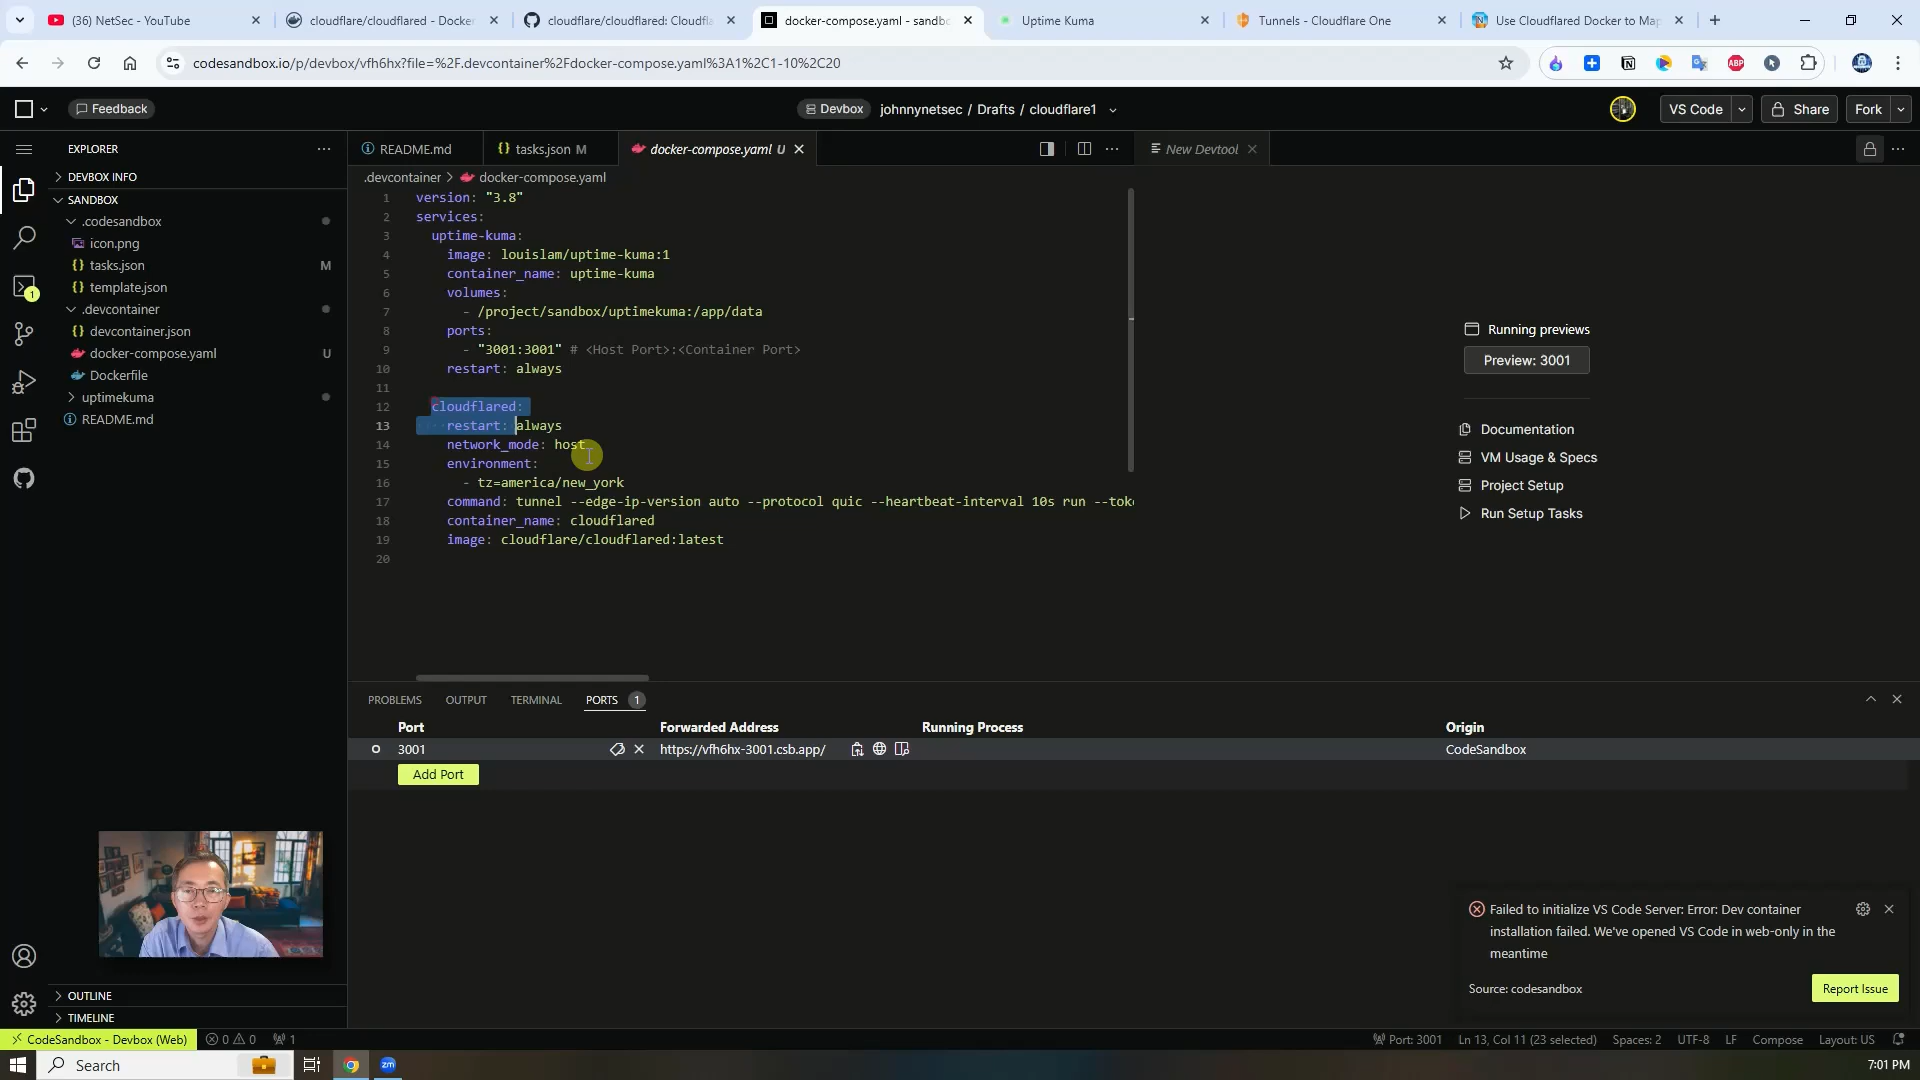 (36) NetSec - YouTube
cloudflare/cloudflared - Docker
cloudflare/cloudflared: Cloudfla
docker-compose.yaml - sandbo
Uptime Kuma
Tunnels - Cloudflare One
Use Cloudflared Docker to Map
codesandbox.io/p/devbox/vfh6hx?file=%2F.devcontainer%2Fdocker-compose.yaml%3A1%2C1-10%2C20
Feedback
Devbox
johnnynetsec / Drafts / cloudflare1
VS Code
Share
Fork
EXPLORER
README.md
tasks.json M
docker-compose.yaml U
New Devtool
DEVBOX INFO
.devcontainer > docker-compose.yaml
SANDBOX
.codesandbox
icon.png
tasks.json M
template.json
.devcontainer
devcontainer.json
docker-compose.yaml U
Dockerfile
uptimekuma
README.md
1
1 version: "3.8"
2 services:
3 uptime-kuma:
4 image: louislam/uptime-kuma:1
5 container_name: uptime-kuma
6 volumes:
7 - /project/sandbox/uptimekuma:/app/data
8 ports:
9 - "3001:3001" # <Host Port>:<Container Port>
10 restart: always
11
12 cloudflared:
13 restart: always
14 network_mode: host
15 environment:
16 - tz=america/new_york
17 command: tunnel --edge-ip-version auto --protocol quic --heartbeat-interval 10s run --toke
18 container_name: cloudflared
19 image: cloudflare/cloudflared:latest
20
Running previews
Preview: 3001
Documentation
VM Usage & Specs
Project Setup
Run Setup Tasks
PROBLEMS OUTPUT TERMINAL PORTS 1
Port Forwarded Address Running Process Origin
3001 https://vfh6hx-3001.csb.app/ CodeSandbox
Add Port
Failed to initialize VS Code Server: Error: Dev container
installation failed. We've opened VS Code in web-only in the
meantime
Source: codesandbox
Report Issue
OUTLINE
TIMELINE
CodeSandbox - Devbox (Web) 0 0 1
Port: 3001 Ln 13, Col 11 (23 selected) Spaces: 2 UTF-8 LF Compose Layout: US
Search
zm
7:01 PM